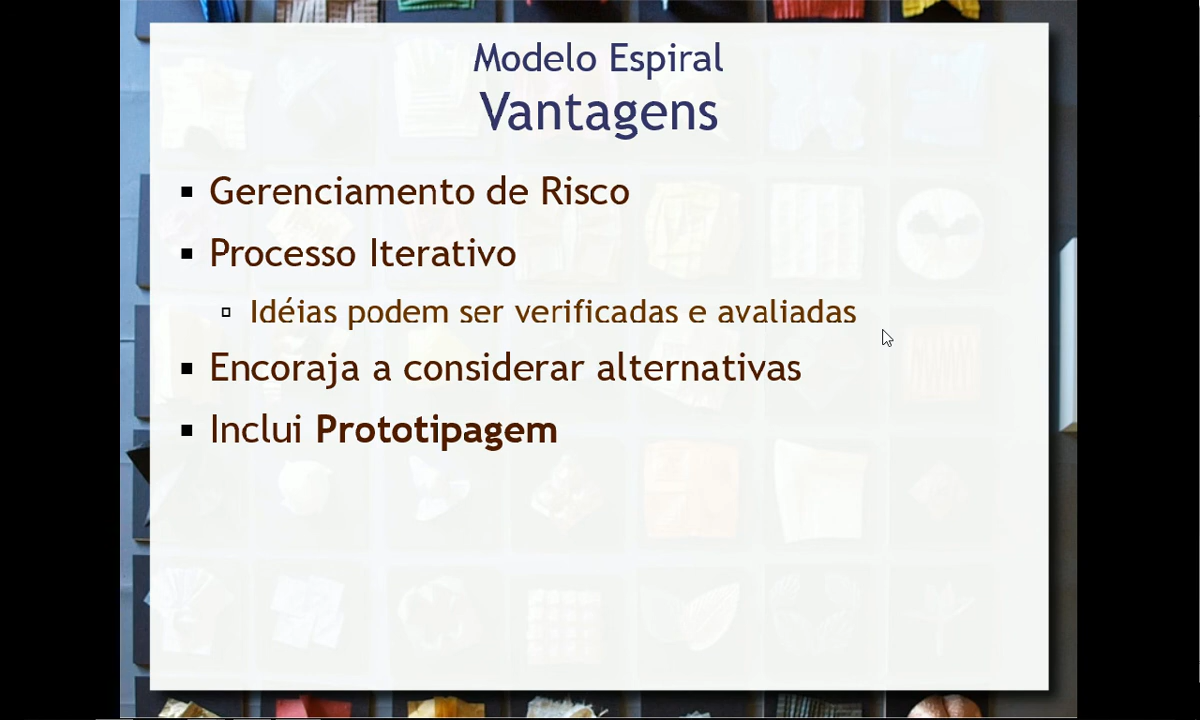 Modelo Espiral
Vantagens
Gerenciamento de Risco
Processo Iterativo
Idéias podem ser verificadas e avaliadas
Encoraja a considerar alternativas
Inclui Prototipagem